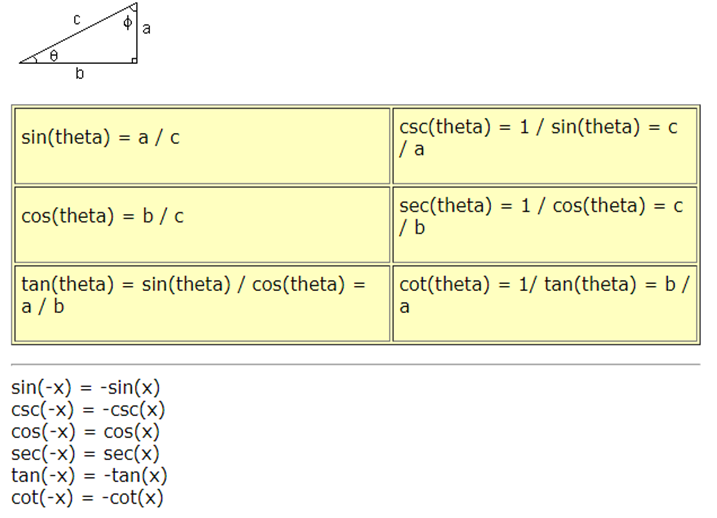 c
ϕ
a
θ
b
sin(theta) = a / c
csc(theta) = 1 / sin(theta) = c
/ a
cos(theta) = b / c
sec(theta) = 1 / cos(theta) = c
/ b
tan(theta) = sin(theta) / cos(theta) =
a / b
cot(theta) = 1/ tan(theta) = b /
a
sin(-x) = -sin(x)
csc(-x) = -csc(x)
cos(-x) = cos(x)
sec(-x) = sec(x)
tan(-x) = -tan(x)
cot(-x) = -cot(x)